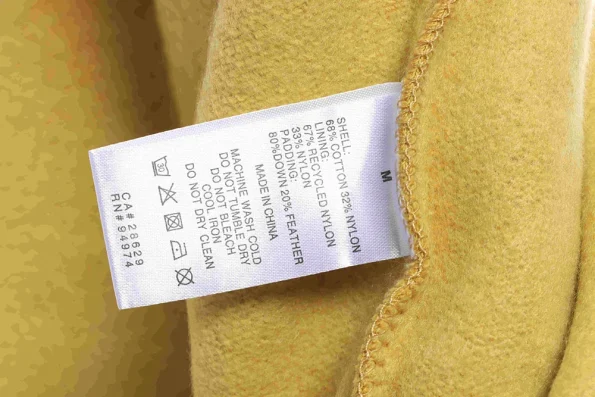 M
SHELL:
68% COTTON 32% NYLON
LINING:
67% RECYCLED NYLON
33% NYLON
PADDING:
80%DOWN 20% FEATHER
MADE IN CHINA
MACHINE WASH COLD
DO NOT TUMBLE DRY
DO NOT BLEACH
COOL IRON
DO NOT DRY CLEAN
30
CA# 28629
RN# 94974